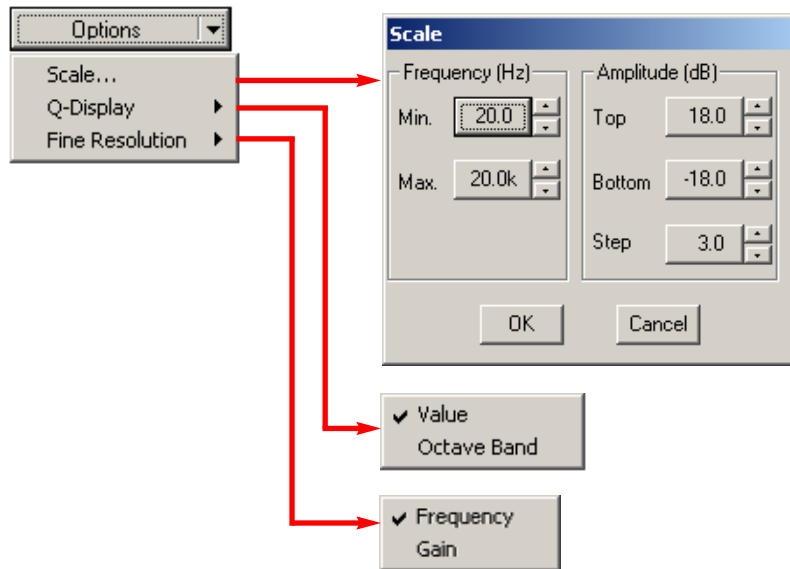 Options
Scale...
Q-Display
Fine Resolution
Scale
Frequency (Hz)
Min. 20.0
Max. 20.0k
Amplitude (dB)
Top 18.0
Bottom -18.0
Step 3.0
OK Cancel
Value
Octave Band
Frequency
Gain